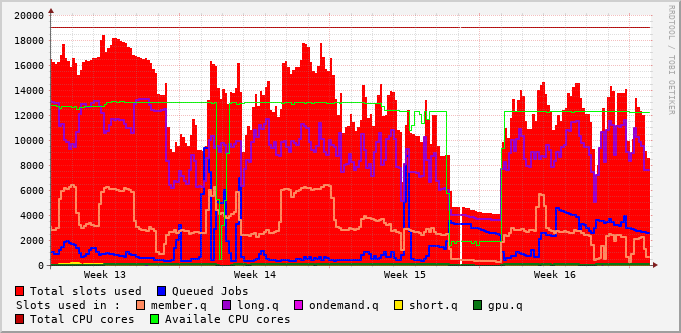 20000
18000
16000
14000
12000
10000
8000
6000
4000
2000
0
Week 13 Week 14 Week 15 Week 16
Total slots used Queued Jobs
Slots used in : member.q long.q ondemand.q short.q gpu.q
Total CPU cores Availale CPU cores
RRDTOOL / TOBI OETIKER